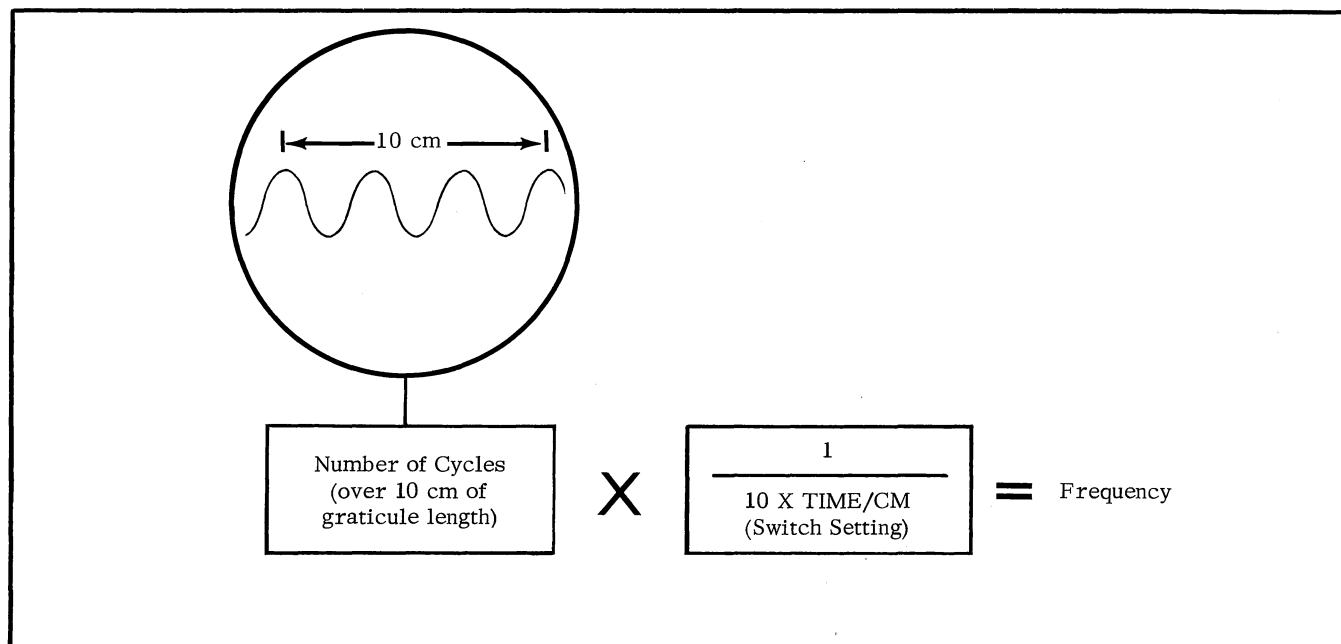 10 cm
Number of Cycles
(over 10 cm of
graticule length)
X
1
10 X TIME/CM
(Switch Setting)
= Frequency